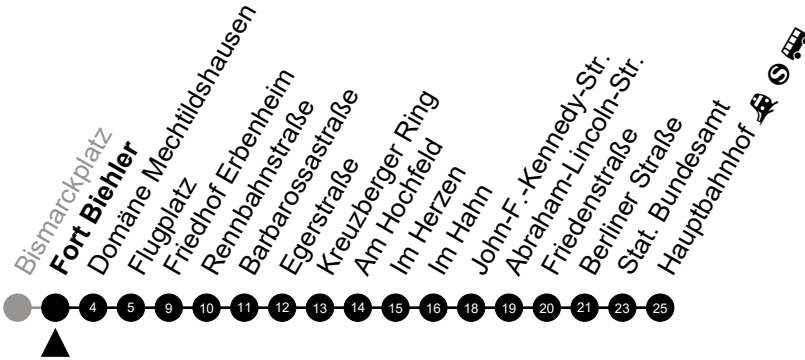 Bismarckplatz
Fort Biehler
Domäne Mechtildshausen
Flugplatz
Friedhof Erbenheim
Rennbahnstraße
Barbarossastraße
Egerstraße
Kreuzberger Ring
Am Hochfeld
Im Herzen
Im Hahn
John-F.-Kennedy-Str.
Abraham-Lincoln-Str.
Friedenstraße
Berliner Straße
Stat. Bundesamt
Hauptbahnhof S
4 5 9 10 11 12 13 14 15 16 18 19 20 21 23 25